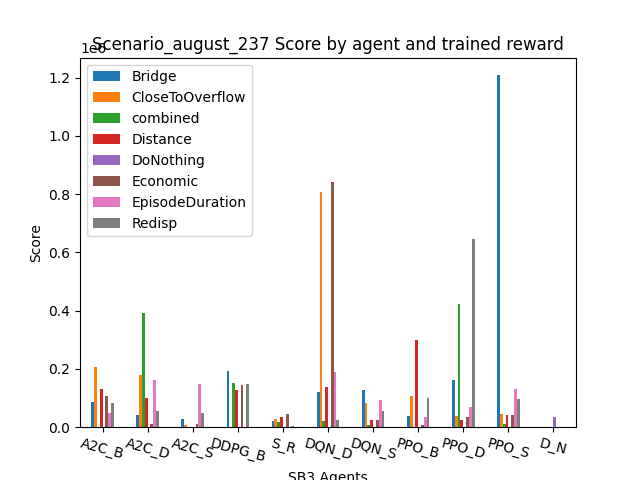 Scenario_august_237 Score by agent and trained reward
1e6
Bridge
CloseToOverflow
combined
Distance
DoNothing
Economic
EpisodeDuration
Redisp
Score
1.2
1.0
0.8
0.6
0.4
0.2
0.0
A2C_B
A2C_D
A2C_S
DDPG_B
S_R
DQN_D
DQN_S
PPO_B
PPO_D
PPO_S
D_N
SB3 Agents